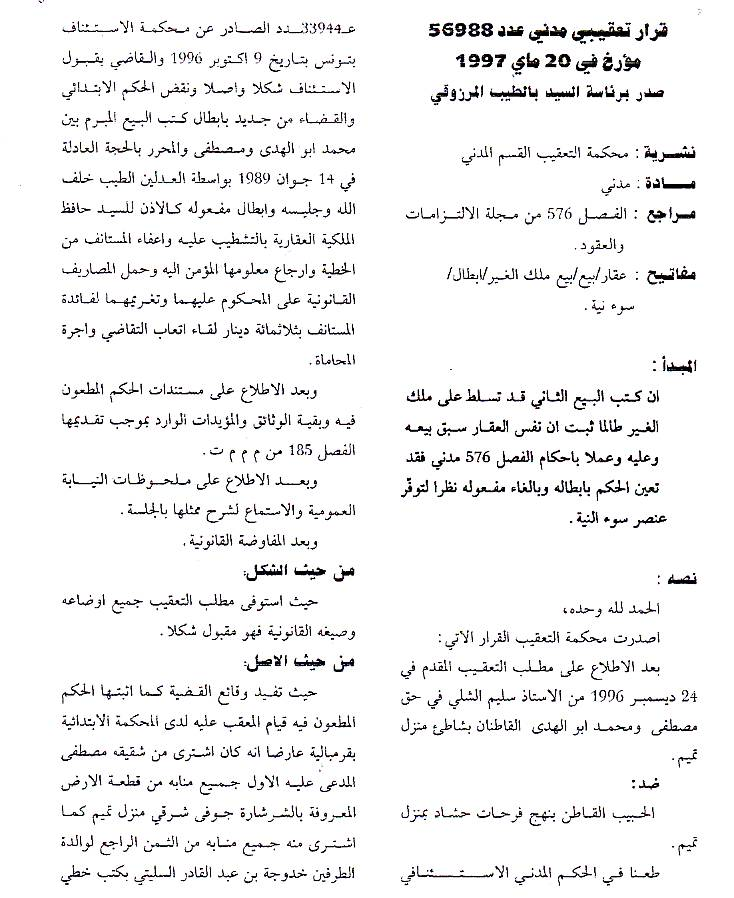 قرار تعقيبي مدني عدد 56988
مؤرخ في 20 ماي 1997
صدر برئاسة السيد بالطيب المرزوقي
نشرية : محكمة التعقيب القسم المدني
مادة : مدني
مراجع : الفصل 576 من مجلة الالتزامات
والعقود.
مفاتيح : عقار/بيع/بيع ملك الغير/ابطال/
سوء نية.
المبدأ :
ان كتب البيع الثاني قد تسلط على ملك
الغير طالما ثبت ان نفس العقار سبق بيعه
وعليه وعملا باحكام الفصل 576 مدني فقد
تعين الحكم بابطاله وبالغاء مفعوله نظرا لتوفّر
عنصر سوء النية.
نصه :
الحمد لله وحده،
اصدرت محكمة التعقيب القرار الاتي:
بعد الاطلاع على مطلب التعقيب المقدم في
24 ديسمبر 1996 من الاستاذ سليم الشلي في حق
مصطفى ومحمد ابو الهدى القاطنان بشاطئ منزل
تميم.
ضد:
الحبيب القاطن بنهج فرحات حشاد بمنزل
تميم.
طعنا في الحكم المدني الاستئنافي
عـ33944ـدد الصادر عن محكمة الاستئناف
بتونس بتاريخ 9 اكتوبر 1996 والقاضي بقبول
الاستئناف شكلا واصلا ونقض الحكم الابتدائي
والقضاء من جديد بابطال كتب البيع المبرم بين
محمد ابو الهدى ومصطفى والمحرر بالحجة العادلة
في 14 جوان 1989 بواسطة العدلين الطيب خلف
الله وجليسه وابطال مفعوله كالاذن للسيد حافظ
الملكية العقارية بالتشطيب عليه واعفاء المستانف من
الخطية وارجاع معلومها المؤمن اليه وحمل المصاريف
القانونية على المحكوم عليهما وتغريمهما لفائدة
المستانف بثلاثمائة دينار لقاء اتعاب التقاضي واجرة
المحاماة.
وبعد الاطلاع على مستندات الحكم المطعون
فيه وبقية الوثائق والمؤيدات الوارد بموجب تقديمها
الفصل 185 من م م م ت.
وبعد الاطلاع على ملحوظات النيابة
العمومية والاستماع لشرح ممثلها بالجلسة.
وبعد المفاوضة القانونية.
من حيث الشكل:
حيث استوفى مطلب التعقيب جميع اوضاعه
وصيغه القانونية فهو مقبول شكلا.
من حيث الاصل:
حيث تفيد وقائع القضية كما اثبتها الحكم
المطعون فيه قيام المعقب عليه لدى المحكمة الابتدائية
بقرمبالية عارضا انه كان اشترى من شقيقه مصطفى
المدعى عليه الاول جميع منابه من قطعة الارض
المعروفة بالشرشارة جوفي شرقي منزل تميم كما
اشترى منه جميع منابه من الثمن الراجع لوالدة
الطرفين خدوجة بن عبد القادر السليتي بكتب خطي